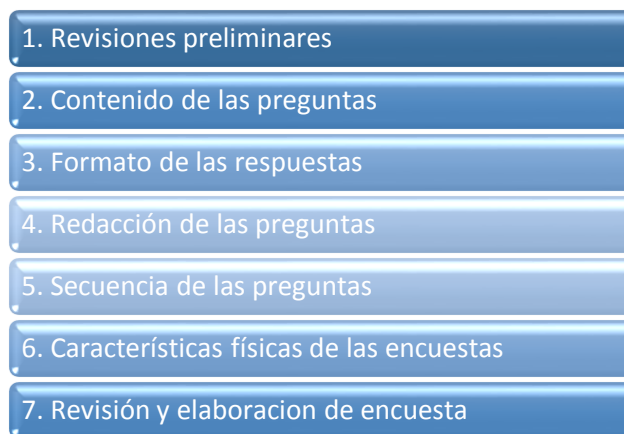 1. Revisiones preliminares
2. Contenido de las preguntas
3. Formato de las respuestas
4. Redacción de las preguntas
5. Secuencia de las preguntas
6. Características físicas de las encuestas
7. Revisión y elaboracion de encuesta